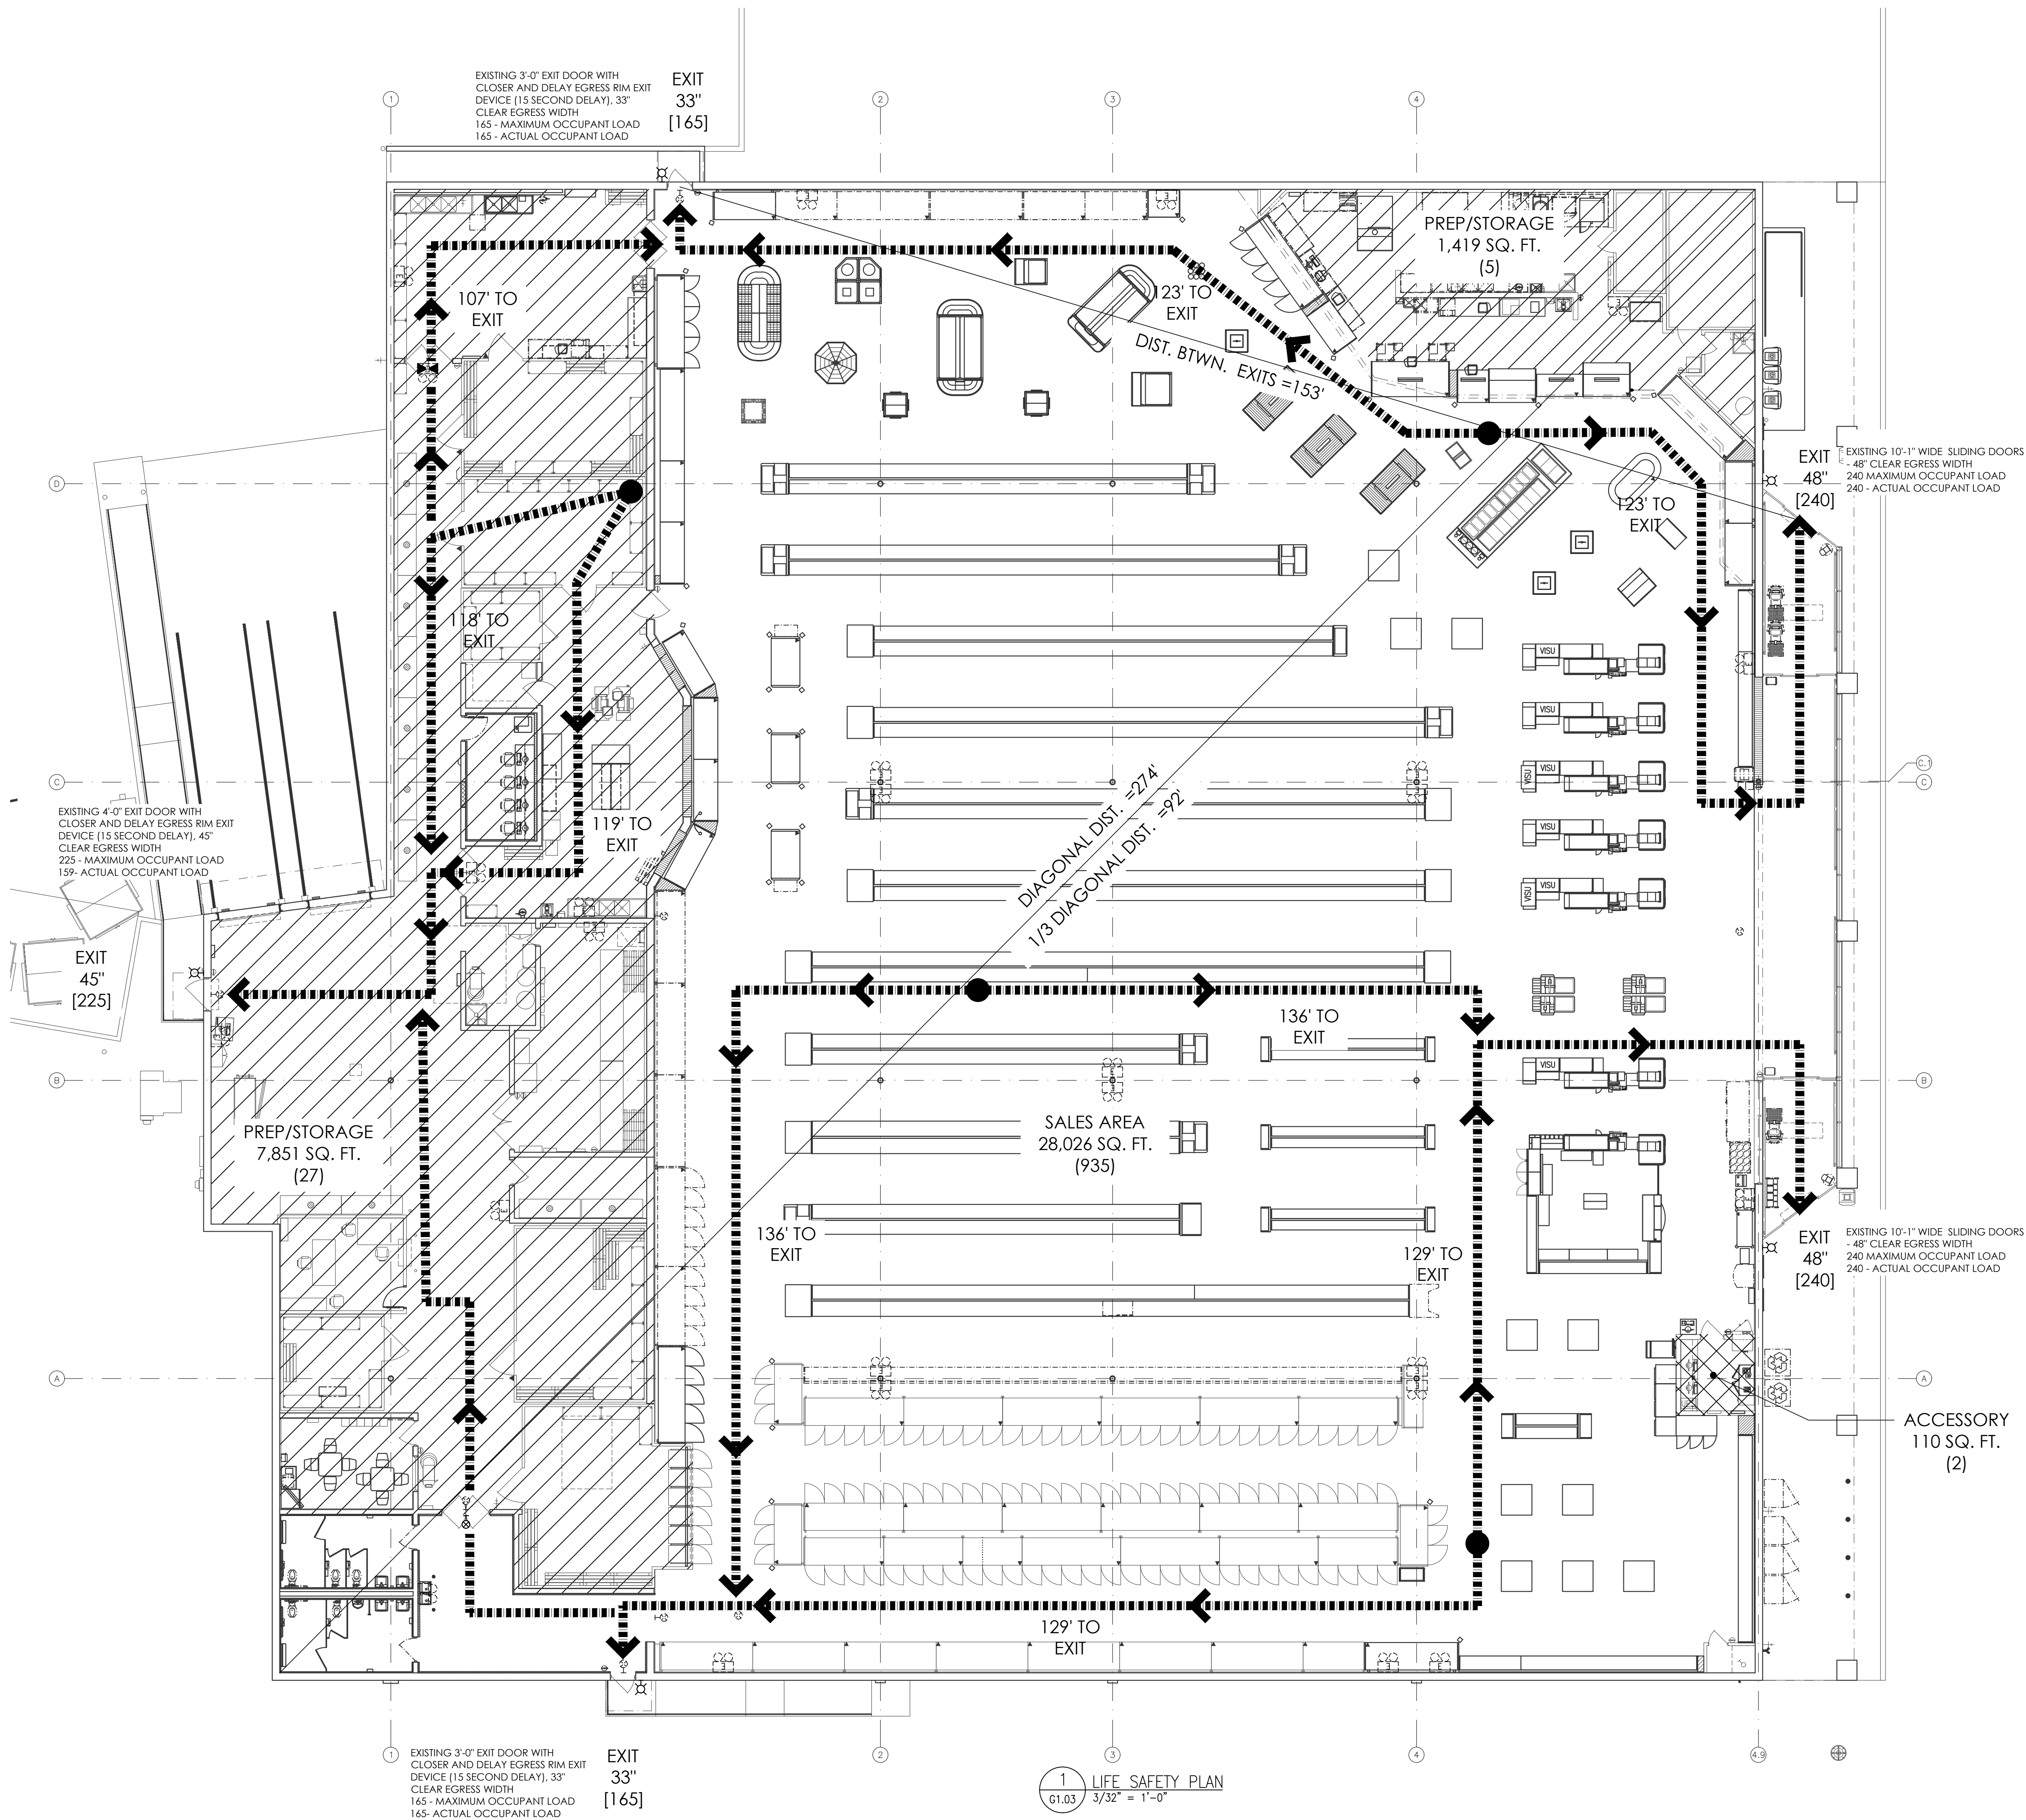 EXISTING 3'-0" EXIT DOOR WITH
CLOSER AND DELAY EGRESS RIM EXIT
DEVICE (15 SECOND DELAY), 33"
CLEAR EGRESS WIDTH
165 - MAXIMUM OCCUPANT LOAD
165 - ACTUAL OCCUPANT LOAD
EXIT
33"
[165]
1
2
3
4
PREP/STORAGE
1,419 SQ. FT.
(5)
107' TO
EXIT
123' TO
EXIT
DIST. BTWN. EXITS =153'
EXIT
48"
[240]
EXISTING 10'-1" WIDE SLIDING DOORS
- 48" CLEAR EGRESS WIDTH
240 MAXIMUM OCCUPANT LOAD
240 - ACTUAL OCCUPANT LOAD
D
123' TO
EXIT
118' TO
EXIT
VISU
VISU
VISU
VISU
VISU
VISU
VISU
C.1
C
C
DIAGONAL DIST. =274'
1/3 DIAGONAL DIST. =92'
EXISTING 4'-0" EXIT DOOR WITH
CLOSER AND DELAY EGRESS RIM EXIT
DEVICE (15 SECOND DELAY), 45"
CLEAR EGRESS WIDTH
225 - MAXIMUM OCCUPANT LOAD
159- ACTUAL OCCUPANT LOAD
119' TO
EXIT
EXIT
45"
[225]
136' TO
EXIT
VISU
B
B
PREP/STORAGE
7,851 SQ. FT.
(27)
SALES AREA
28,026 SQ. FT.
(935)
136' TO
EXIT
129' TO
EXIT
EXIT
48"
[240]
EXISTING 10'-1" WIDE SLIDING DOORS
- 48" CLEAR EGRESS WIDTH
240 MAXIMUM OCCUPANT LOAD
240 - ACTUAL OCCUPANT LOAD
A
A
ACCESSORY
110 SQ. FT.
(2)
129' TO
EXIT
1
2
3
4
4.9
EXISTING 3'-0" EXIT DOOR WITH
CLOSER AND DELAY EGRESS RIM EXIT
DEVICE (15 SECOND DELAY), 33"
CLEAR EGRESS WIDTH
165 - MAXIMUM OCCUPANT LOAD
165- ACTUAL OCCUPANT LOAD
EXIT
33"
[165]
1
G1.03
LIFE SAFETY PLAN
3/32" = 1'-0"